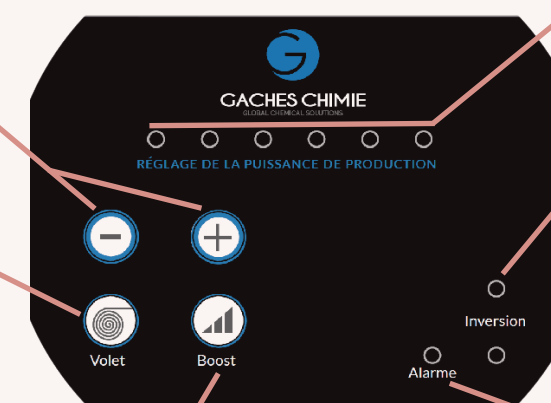 GACHES CHIMIE
GLOBAL CHEMICAL SOLUTIONS
RÉGLAGE DE LA PUISSANCE DE PRODUCTION
Inversion
Volet
Boost
Alarme